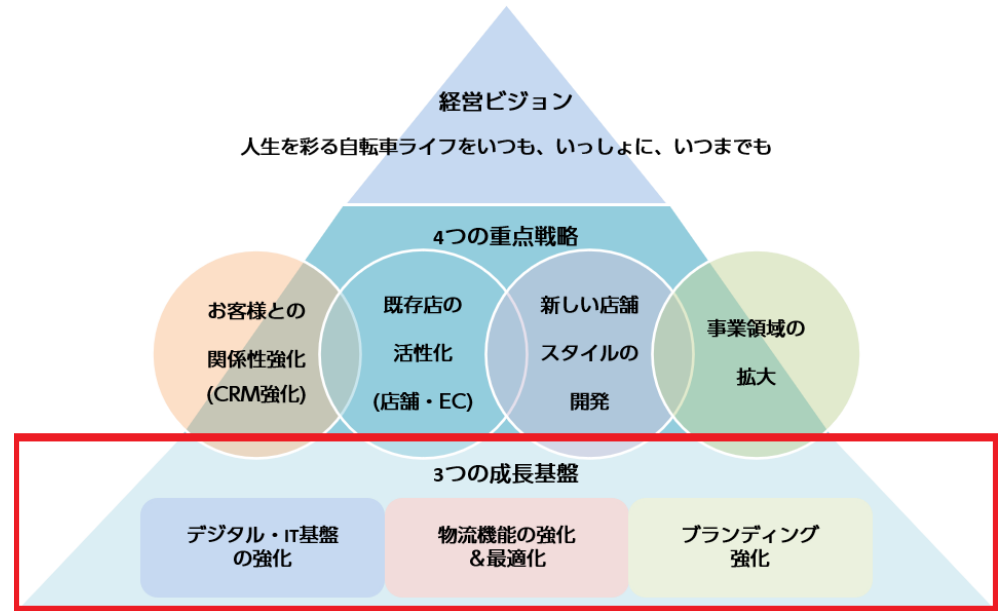 経営ビジョン
人生を彩る自転車ライフをいつも、いっしょに、いつまでも
4つの重点戦略
お客様との
関係性強化
(CRM強化)
既存店の
活性化
(店舗・EC)
新しい店舗
スタイルの
開発
事業領域の
拡大
3つの成長基盤
デジタル・IT基盤
の強化
物流機能の強化
＆最適化
ブランディング
強化